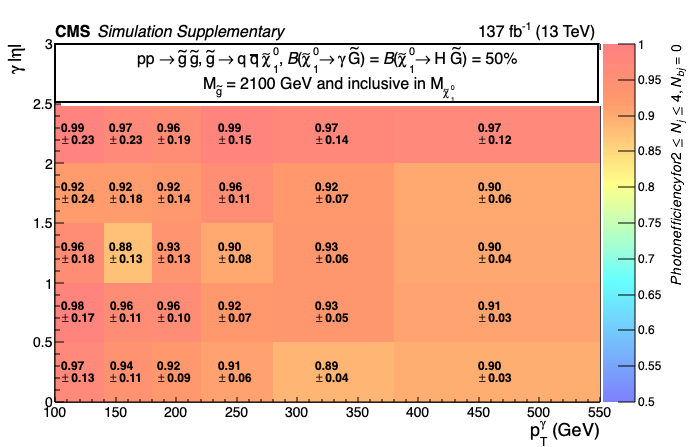 CMS Simulation Supplementary 137 fb⁻¹ (13 TeV)
pp → g̃ g̃, g̃ → q q̄ χ̃⁰₁, B(χ̃⁰₁ → γ G̃) = B(χ̃⁰₁ → H G̃) = 50%
M_g̃ = 2100 GeV and inclusive in M_χ̃⁰₁
γ |η|
3
2.5
2
1.5
1
0.5
0
0.99 0.97 0.96 0.99 0.97 0.97
± 0.23 ± 0.23 ± 0.19 ± 0.15 ± 0.14 ± 0.12
0.92 0.92 0.92 0.96 0.92 0.90
± 0.24 ± 0.18 ± 0.14 ± 0.11 ± 0.07 ± 0.06
0.96 0.88 0.93 0.90 0.93 0.90
± 0.18 ± 0.13 ± 0.13 ± 0.08 ± 0.06 ± 0.04
0.98 0.96 0.96 0.92 0.93 0.91
± 0.17 ± 0.11 ± 0.10 ± 0.07 ± 0.05 ± 0.03
0.97 0.94 0.92 0.91 0.89 0.90
± 0.13 ± 0.11 ± 0.09 ± 0.06 ± 0.04 ± 0.03
100 150 200 250 300 350 400 450 500 550
p_T^γ (GeV)
1
0.95
0.9
0.85
0.8
0.75
0.7
0.65
0.6
0.55
0.5
Photonefficiencyfor2 ≤ N_j ≤ 4, N_bj = 0